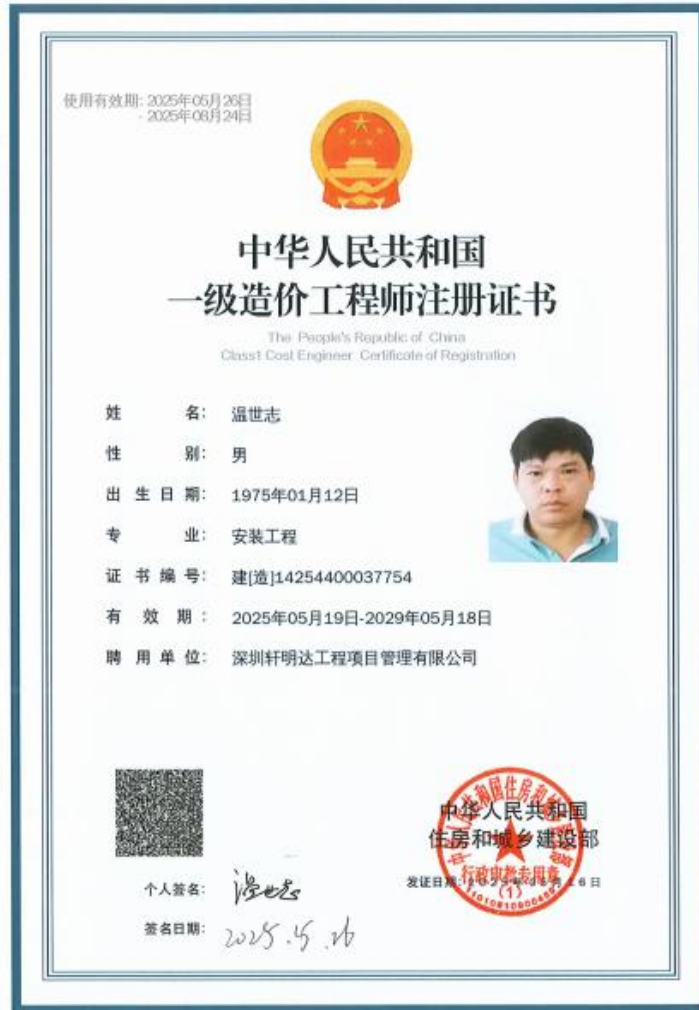 使用有效期: 2025年05月26日
- 2025年08月24日
中华人民共和国
一级造价工程师注册证书
The People's Republic of China
Class1 Cost Engineer Certificate of Registration
姓 名: 温世志
性 别: 男
出生日期: 1975年01月12日
专 业: 安装工程
证书编号: 建[造]14254400037754
有 效 期: 2025年05月19日-2029年05月18日
聘用单位: 深圳轩明达工程项目管理有限公司
中华人民共和国
住房和城乡建设部
行政审批专用章
(1)
个人签名: 温世志
发证日期:
签名日期: 2025.5.26